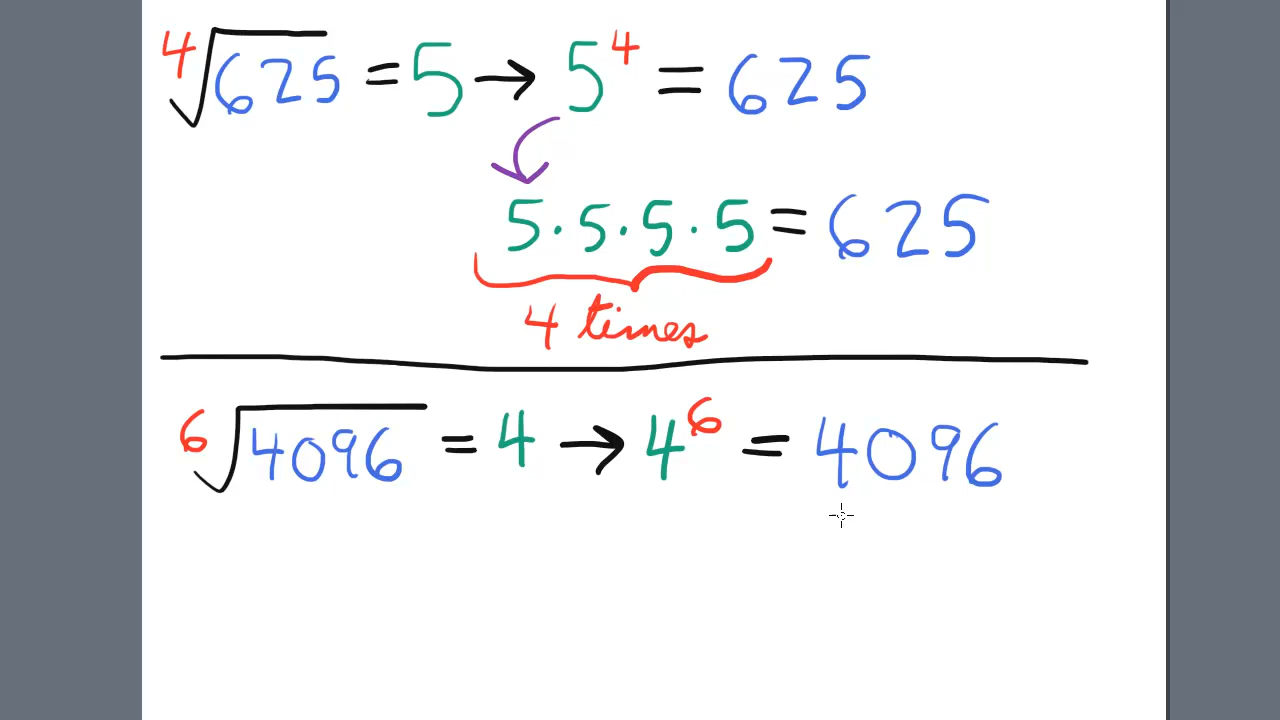 ⁴√625 = 5 → 5⁴ = 625
5 · 5 · 5 · 5 = 625
4 times
⁶√4096 = 4 → 4⁶ = 4096